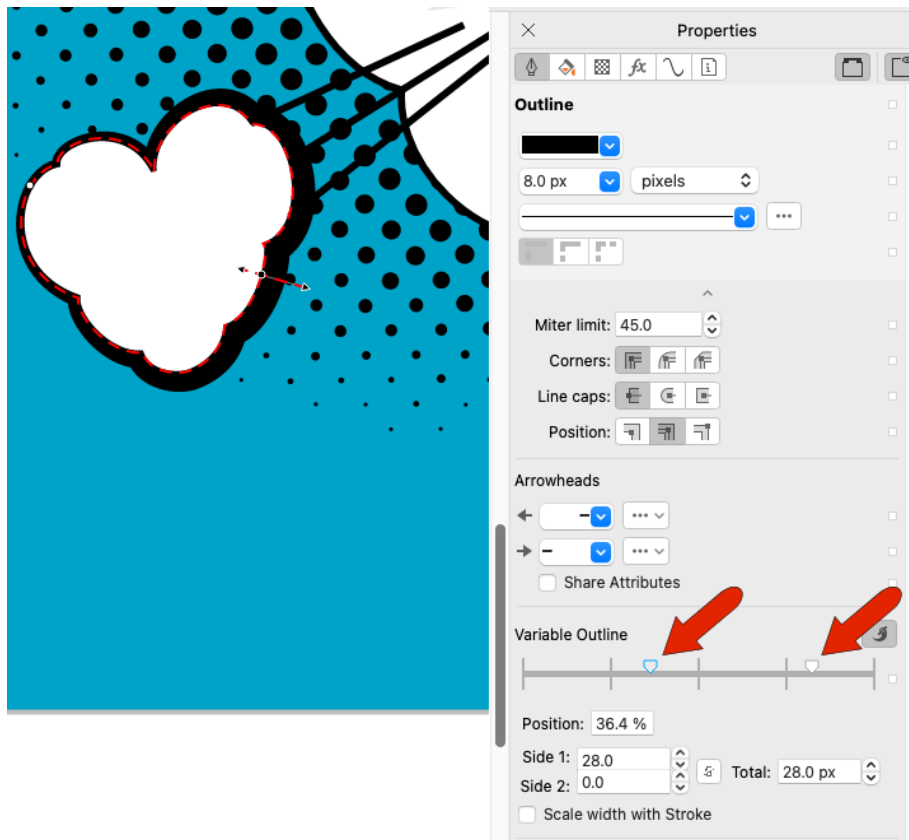 Properties
fx
Outline
8.0 px pixels
Miter limit: 45.0
Corners:
Line caps:
Position:
Arrowheads
Share Attributes
Variable Outline
Position: 36.4 %
Side 1: 28.0
Side 2: 0.0
Total: 28.0 px
Scale width with Stroke